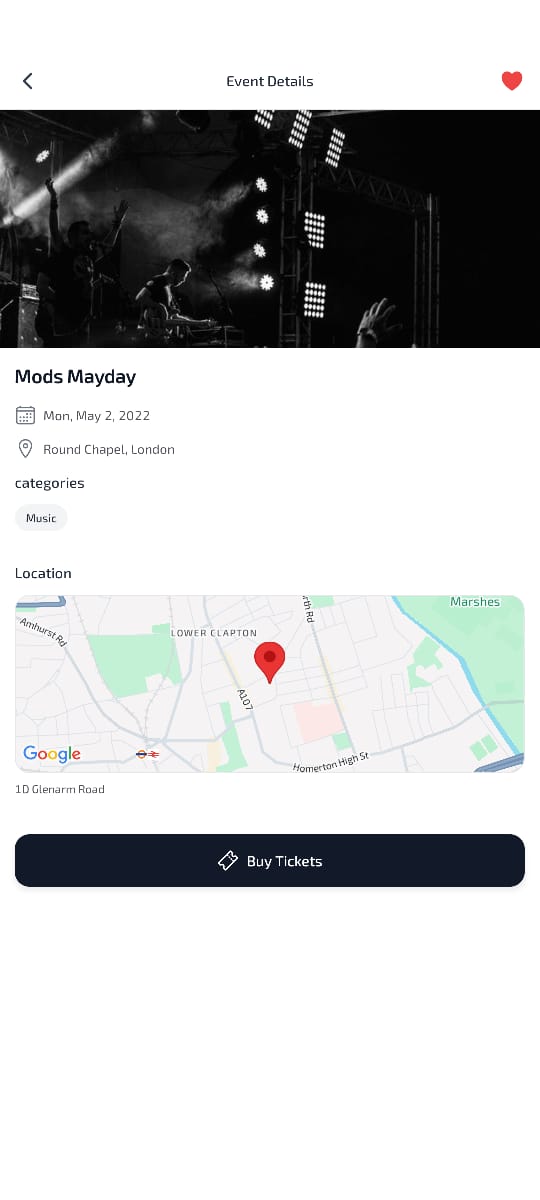 Event Details
Mods Mayday
Mon, May 2, 2022
Round Chapel, London
categories
Music
Location
Marshes
rth Rd
Amhurst Rd
LOWER CLAPTON
A107
Google
Homerton High St
1D Glenarm Road
Buy Tickets